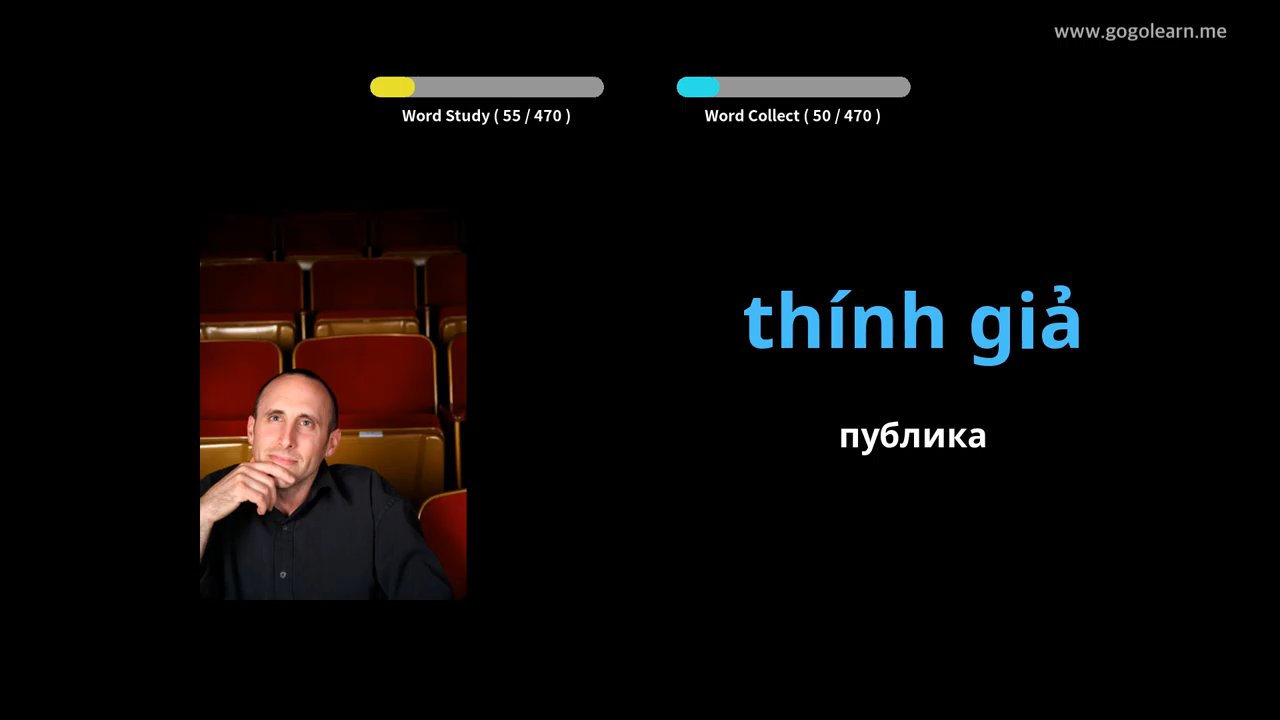 www.gogolearn.me
Word Study ( 55 / 470 )
Word Collect ( 50 / 470 )
thính giả
публика